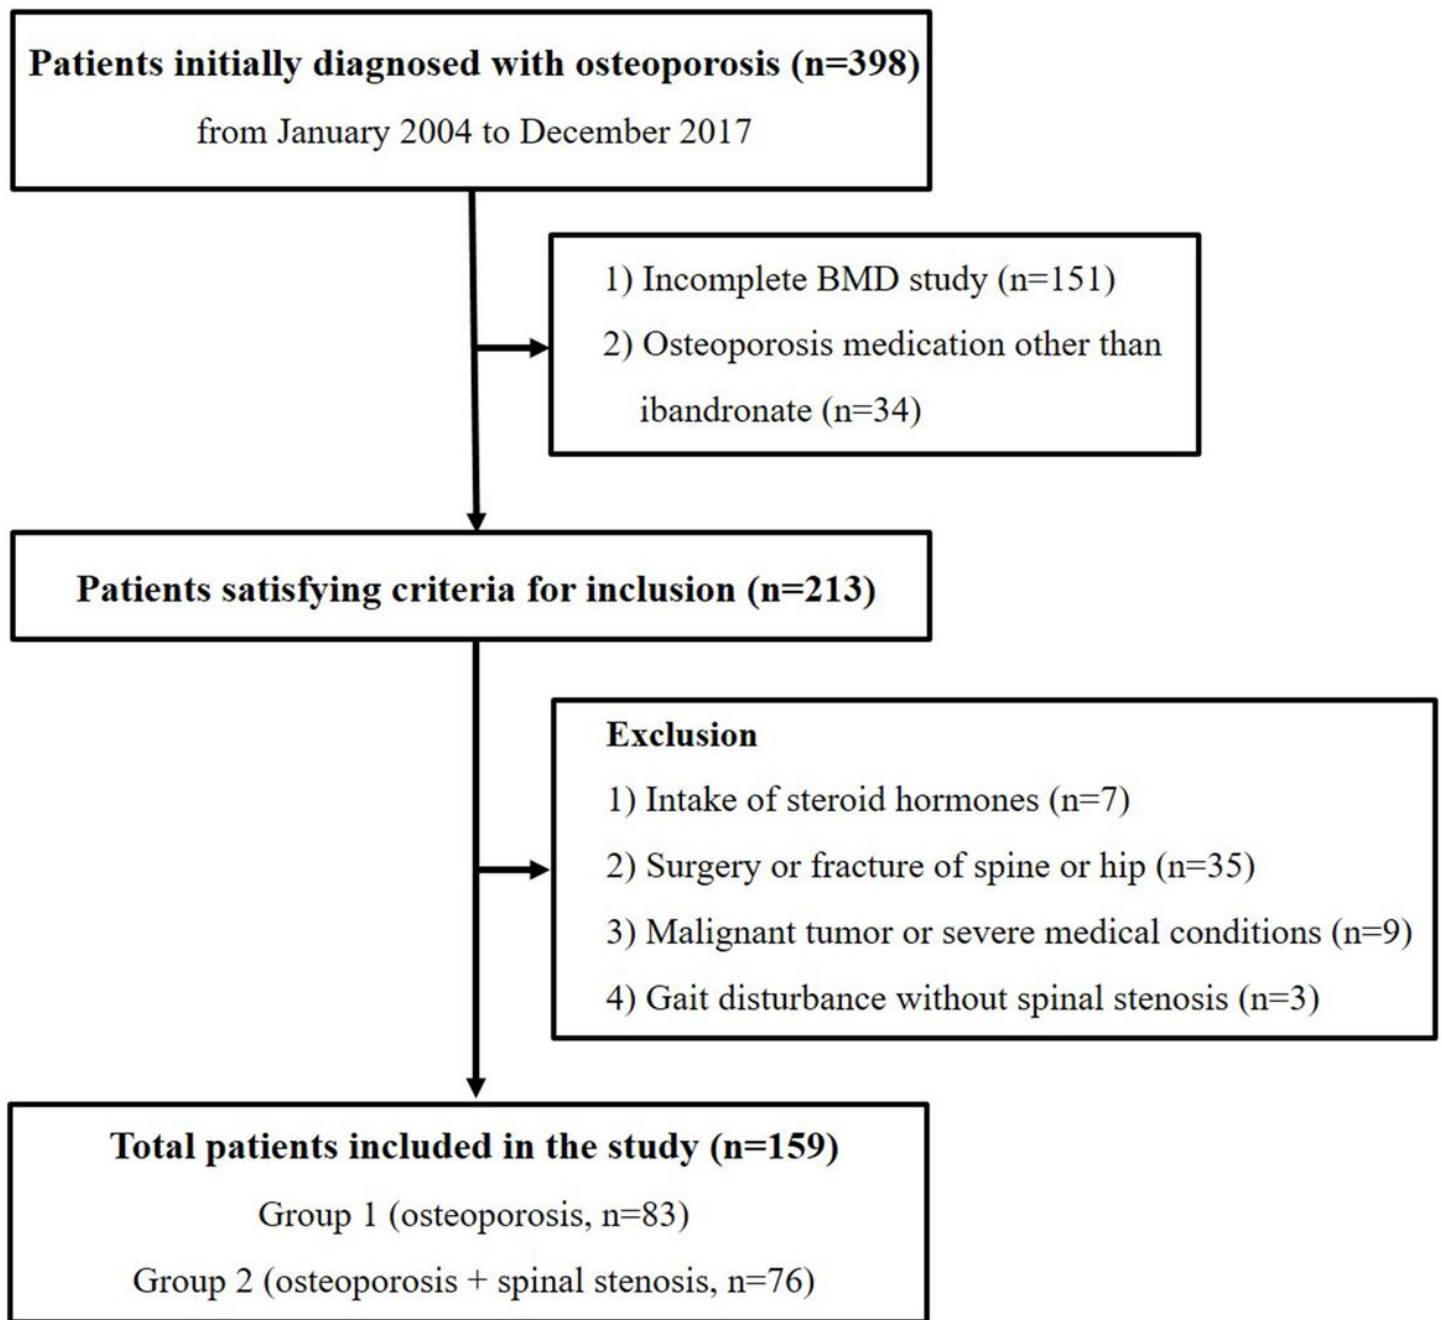 Patients initially diagnosed with osteoporosis (n=398)
from January 2004 to December 2017
1) Incomplete BMD study (n=151)
2) Osteoporosis medication other than
ibandronate (n=34)
Patients satisfying criteria for inclusion (n=213)
Exclusion
1) Intake of steroid hormones (n=7)
2) Surgery or fracture of spine or hip (n=35)
3) Malignant tumor or severe medical conditions (n=9)
4) Gait disturbance without spinal stenosis (n=3)
Total patients included in the study (n=159)
Group 1 (osteoporosis, n=83)
Group 2 (osteoporosis + spinal stenosis, n=76)